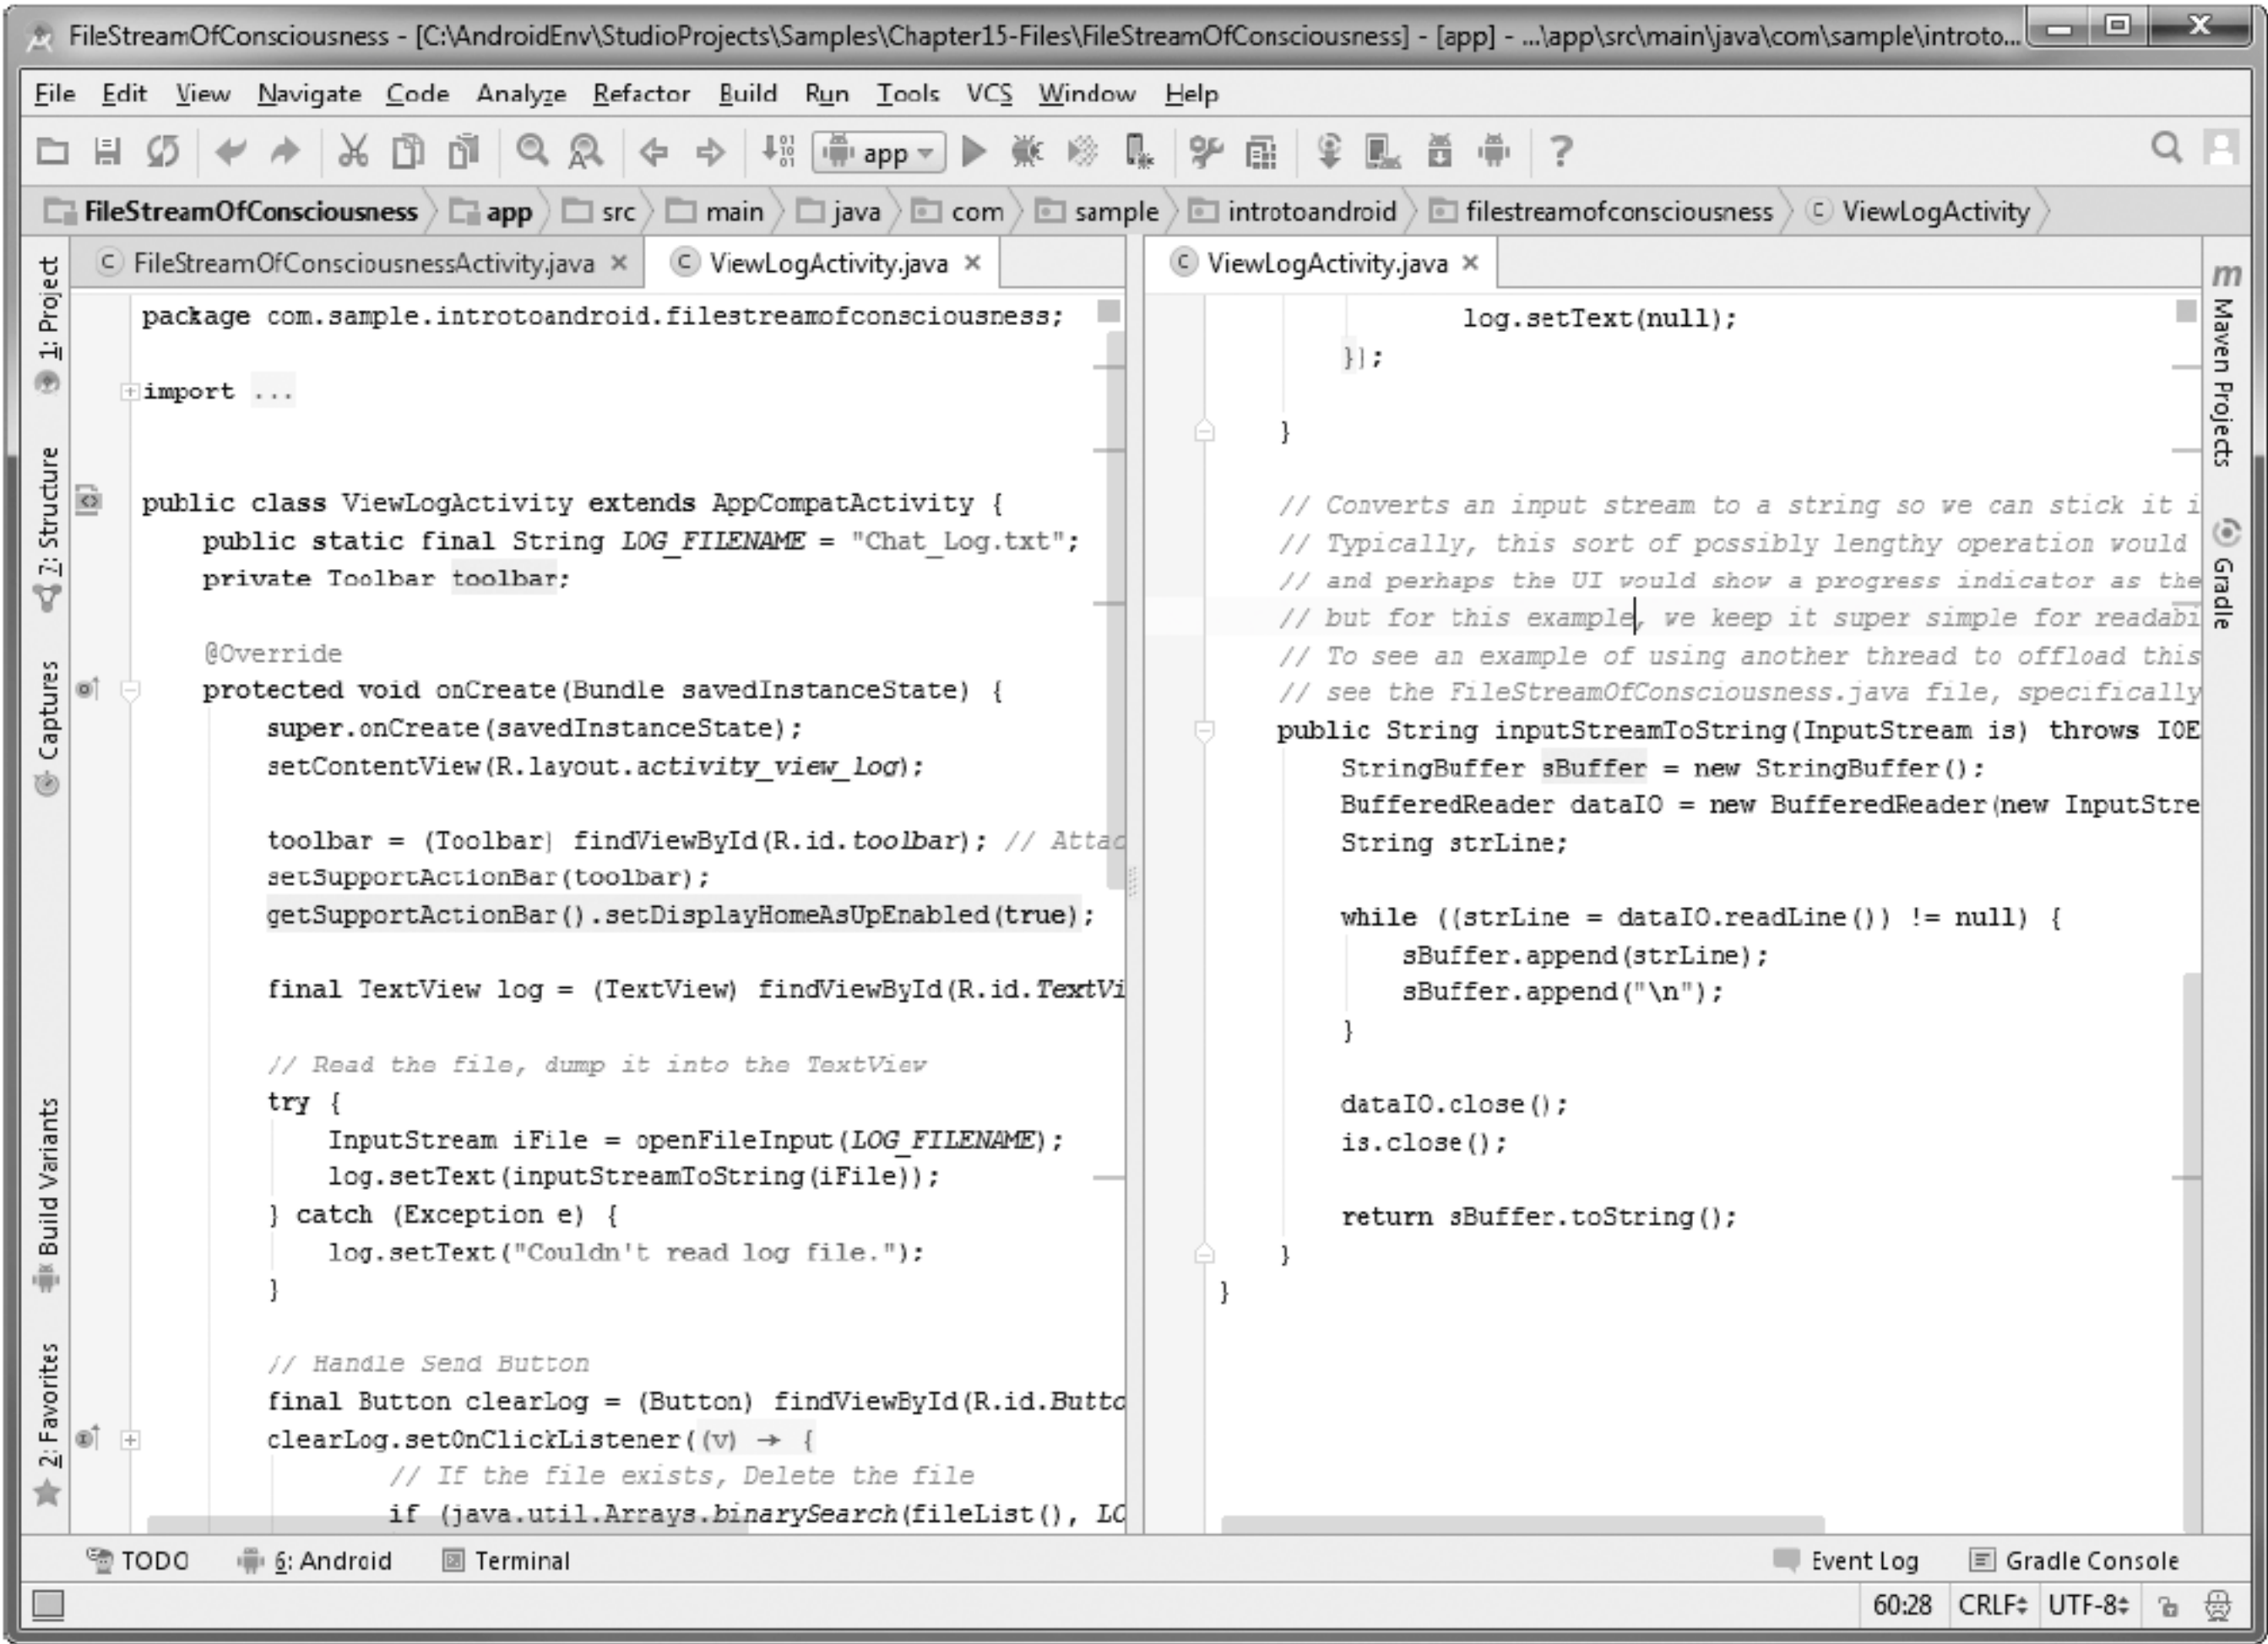 FileStreamOfConsciousness - [C:\AndroidEnv\StudioProjects\Samples\Chapter15-Files\FileStreamOfConsciousness] - [app] - ...\app\src\main\java\com\sample\introto...
File Edit View Navigate Code Analyze Refactor Build Run Tools VCS Window Help
app
FileStreamOfConsciousness app src main java com sample introtoandroid filestreamofconsciousness ViewLogActivity
1: Project
7: Structure
Captures
Build Variants
2: Favorites
FileStreamOfConsciousnessActivity.java ViewLogActivity.java
package com.sample.introtoandroid.filestreamofconsciousness;
import ...
public class ViewLogActivity extends AppCompatActivity {
public static final String LOG_FILENAME = "Chat_Log.txt";
private Toolbar toolbar;
@Override
protected void onCreate(Bundle savedInstanceState) {
super.onCreate(savedInstanceState);
setContentView(R.layout.activity_view_log);
toolbar = (Toolbar) findViewById(R.id.toolbar); // Attac
setSupportActionBar(toolbar);
getSupportActionBar().setDisplayHomeAsUpEnabled(true);
final TextView log = (TextView) findViewById(R.id.TextVi
// Read the file, dump it into the TextView
try {
InputStream iFile = openFileInput(LOG_FILENAME);
log.setText(inputStreamToString(iFile));
} catch (Exception e) {
log.setText("Couldn't read log file.");
}
// Handle Send Button
final Button clearLog = (Button) findViewById(R.id.Butto
clearLog.setOnClickListener((v) → {
// If the file exists, Delete the file
if (java.util.Arrays.binarySearch(fileList(), LO
ViewLogActivity.java
log.setText(null);
});
}
// Converts an input stream to a string so we can stick it i
// Typically, this sort of possibly lengthy operation would
// and perhaps the UI would show a progress indicator as the
// but for this example, we keep it super simple for readabi
// To see an example of using another thread to offload this
// see the FileStreamOfConsciousness.java file, specifically
public String inputStreamToString(InputStream is) throws IOE
StringBuffer sBuffer = new StringBuffer();
BufferedReader dataIO = new BufferedReader(new InputStre
String strLine;
while ((strLine = dataIO.readLine()) != null) {
sBuffer.append(strLine);
sBuffer.append("\n");
}
dataIO.close();
is.close();
return sBuffer.toString();
}
}
Maven Projects
Gradle
TODO 6: Android Terminal Event Log Gradle Console
60:28 CRLF UTF-8